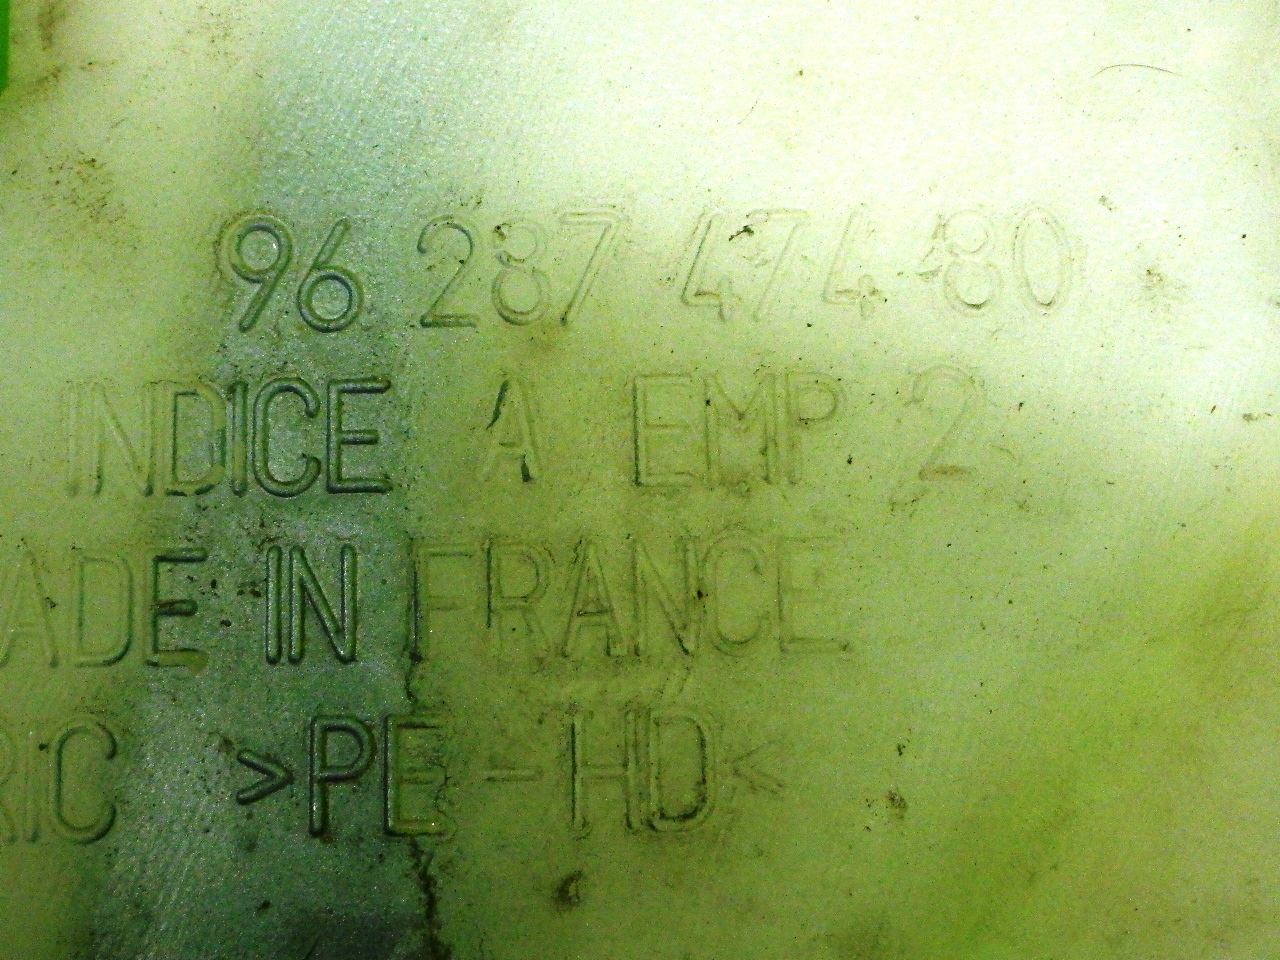 96 287 474 80
INDICE A EMP 2
ADE IN FRANCE
RIC >PE-HD<